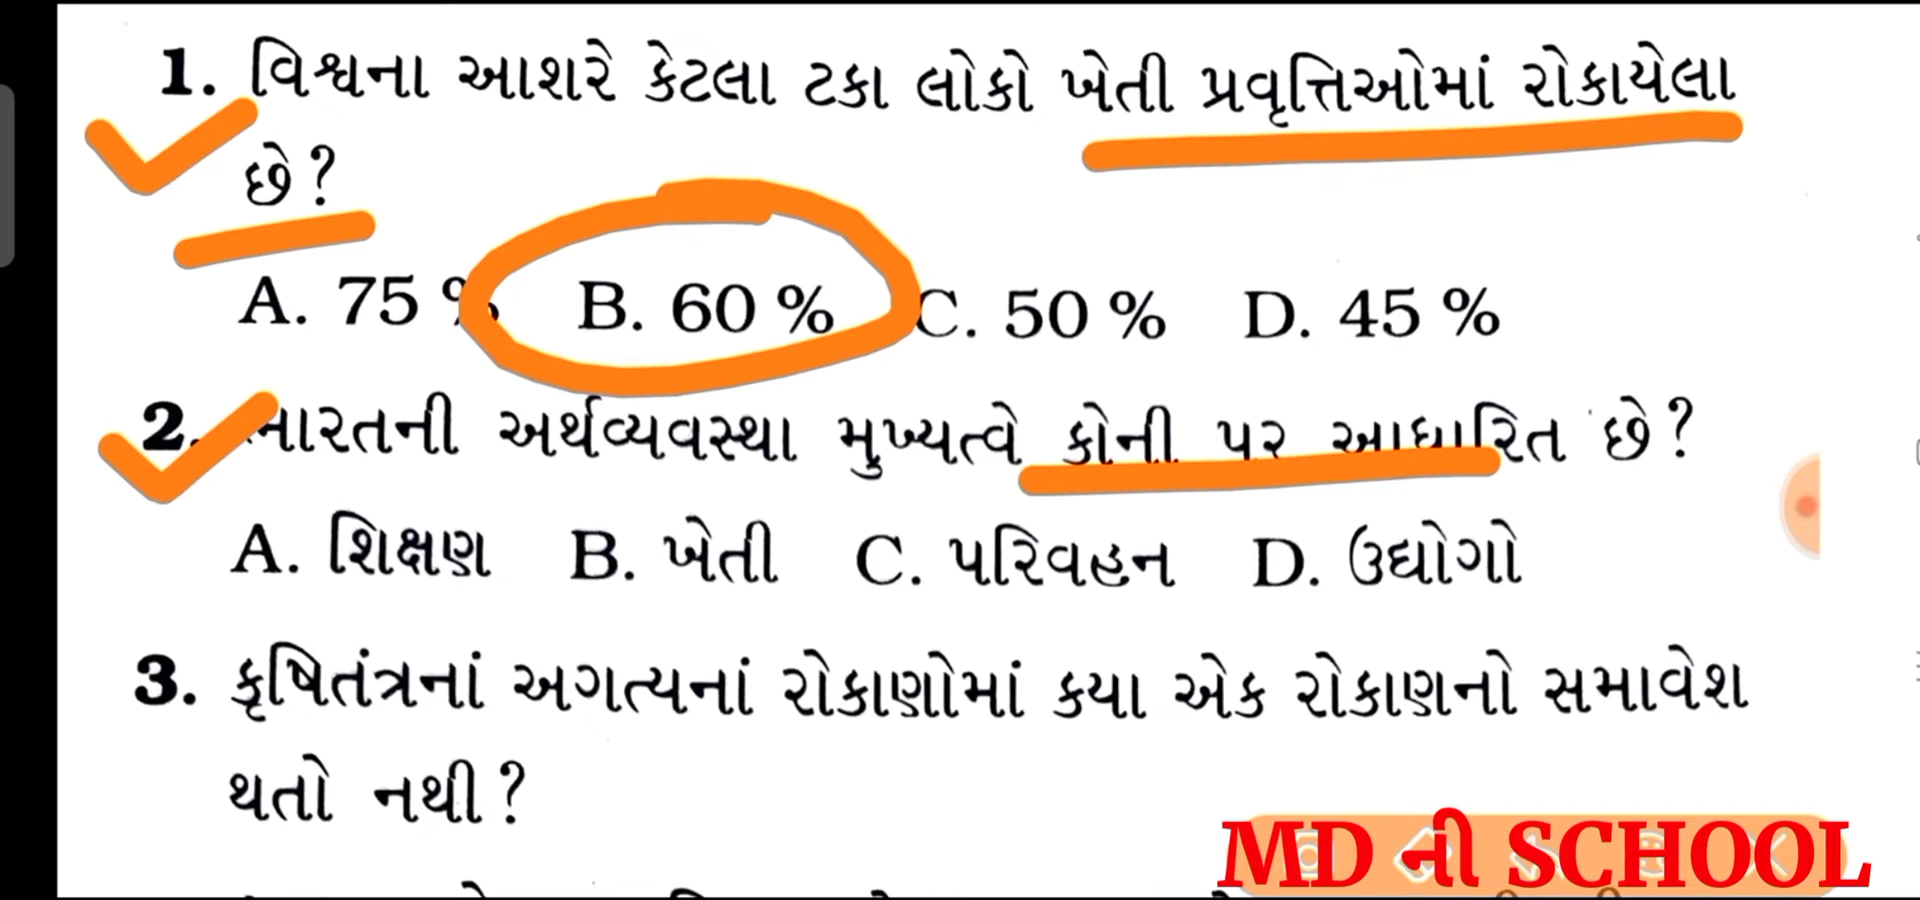 1. વિશ્વના આશરે કેટલા ટકા લોકો ખેતી પ્રવૃત્તિઓમાં રોકાયેલા
છે?
A. 75 % B. 60 % C. 50 % D. 45 %
2. ભારતની અર્થવ્યવસ્થા મુખ્યત્વે કોની પર આધારિત છે?
A. શિક્ષણ B. ખેતી C. પરિવહન D. ઉદ્યોગો
3. કૃષિતંત્રનાં અગત્યનાં રોકાણોમાં કયા એક રોકાણનો સમાવેશ
થતો નથી?
MD ની SCHOOL